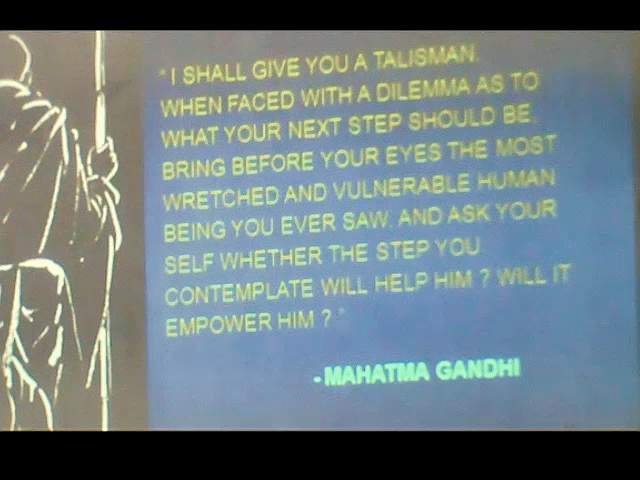 " I SHALL GIVE YOU A TALISMAN.
WHEN FACED WITH A DILEMMA AS TO
WHAT YOUR NEXT STEP SHOULD BE,
BRING BEFORE YOUR EYES THE MOST
WRETCHED AND VULNERABLE HUMAN
BEING YOU EVER SAW. AND ASK YOUR
SELF WHETHER THE STEP YOU
CONTEMPLATE WILL HELP HIM ? WILL IT
EMPOWER HIM ? "
- MAHATMA GANDHI